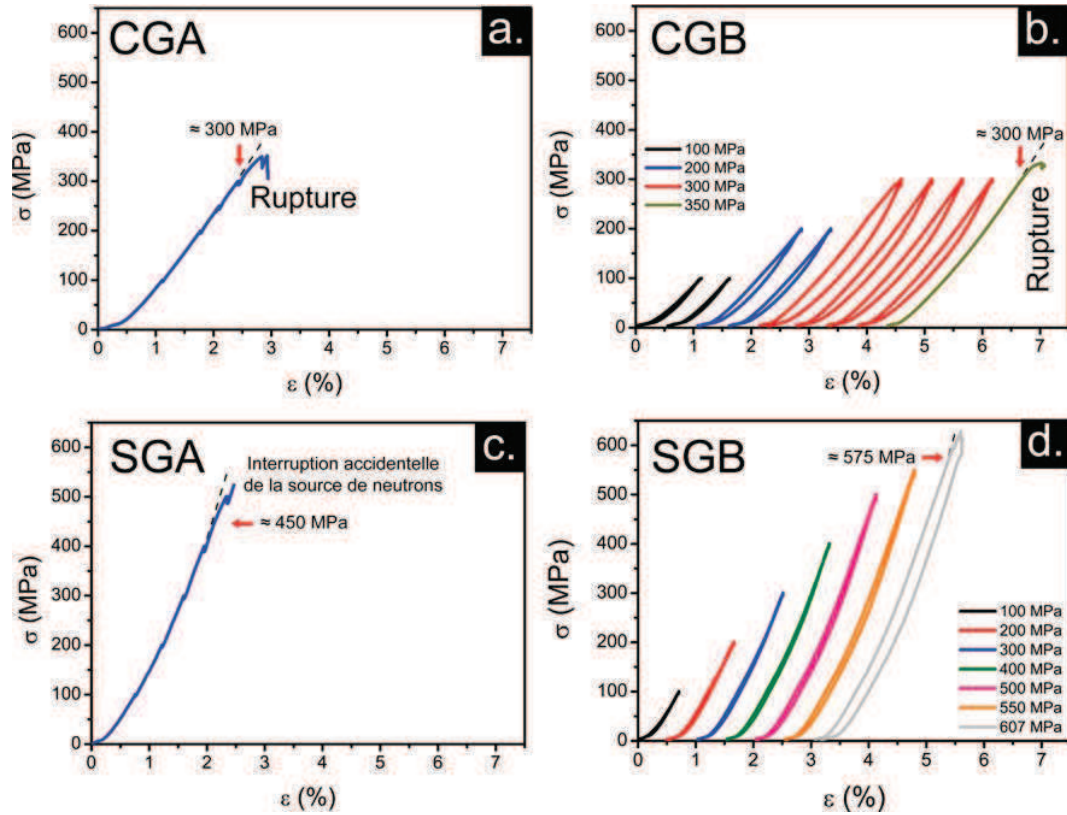 CGA
a.
≈ 300 MPa
Rupture
σ (MPa)
600
500
400
300
200
100
0
0 1 2 3 4 5 6 7
ε (%)
CGB
b.
≈ 300 MPa
100 MPa
200 MPa
300 MPa
350 MPa
Rupture
σ (MPa)
600
500
400
300
200
100
0
0 1 2 3 4 5 6 7
ε (%)
SGA
c.
Interruption accidentelle
de la source de neutrons
≈ 450 MPa
σ (MPa)
600
500
400
300
200
100
0
0 1 2 3 4 5 6 7
ε (%)
SGB
d.
≈ 575 MPa
100 MPa
200 MPa
300 MPa
400 MPa
500 MPa
550 MPa
607 MPa
σ (MPa)
600
500
400
300
200
100
0
0 1 2 3 4 5 6 7
ε (%)